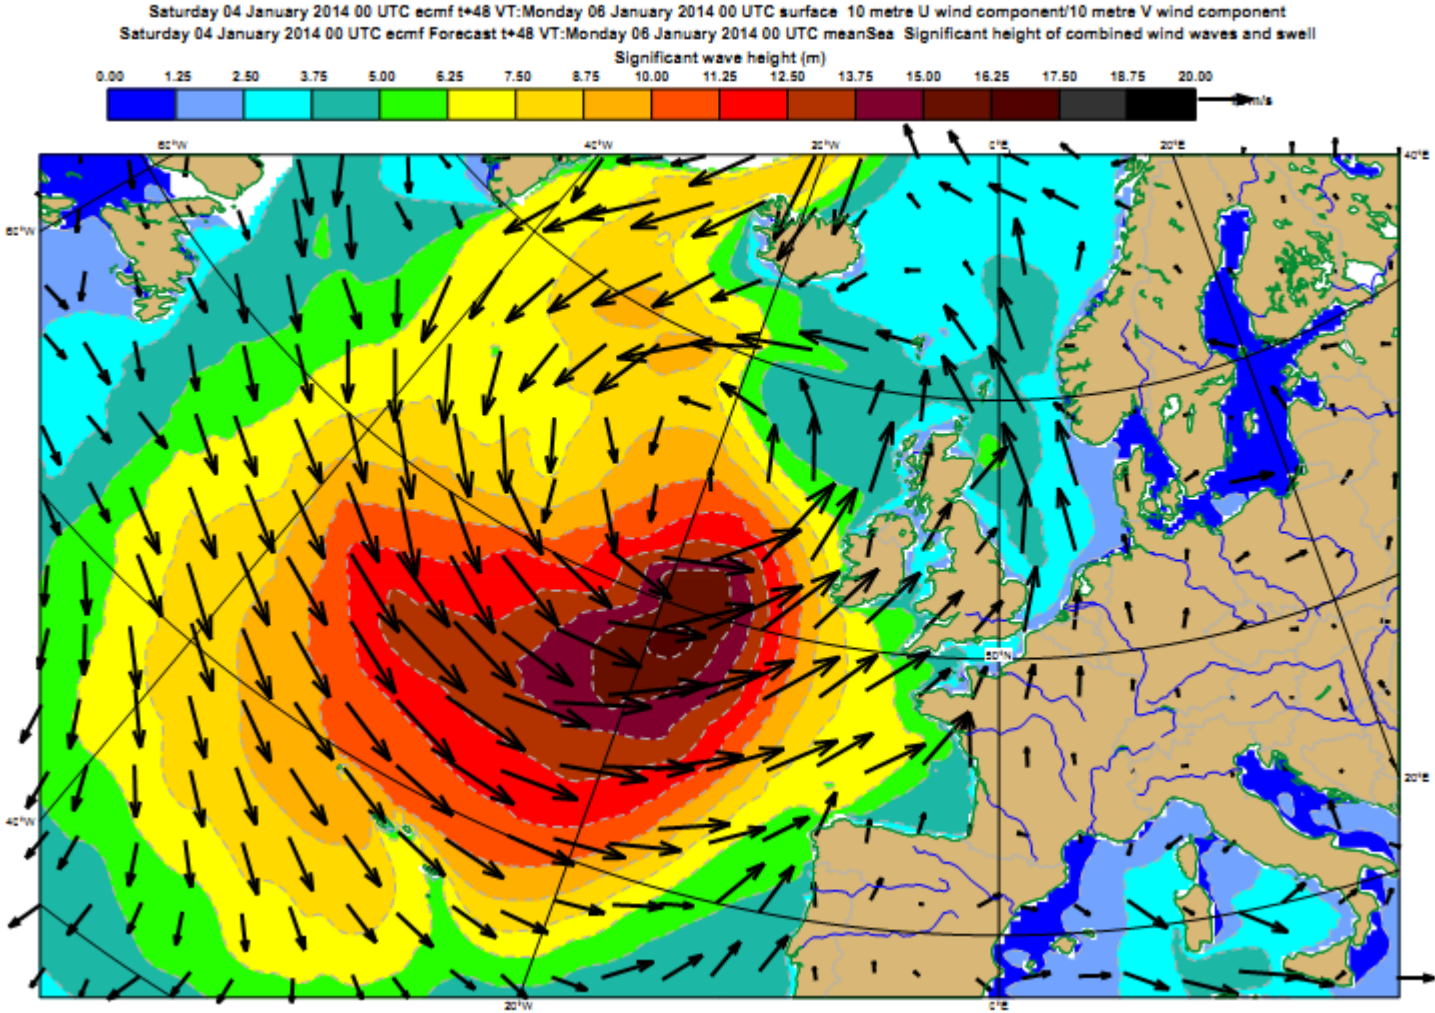 Saturday 04 January 2014 00 UTC ecmf t+48 VT:Monday 06 January 2014 00 UTC surface 10 metre U wind component/10 metre V wind component
Saturday 04 January 2014 00 UTC ecmf Forecast t+48 VT:Monday 06 January 2014 00 UTC meanSea Significant height of combined wind waves and swell
Significant wave height (m)
0.00 1.25 2.50 3.75 5.00 6.25 7.50 8.75 10.00 11.25 12.50 13.75 15.00 16.25 17.50 18.75 20.00
m/s
60°W 40°W 20°W 0°E 20°E 40°E
60°W
50°N
20°E
40°W
20°W 0°E